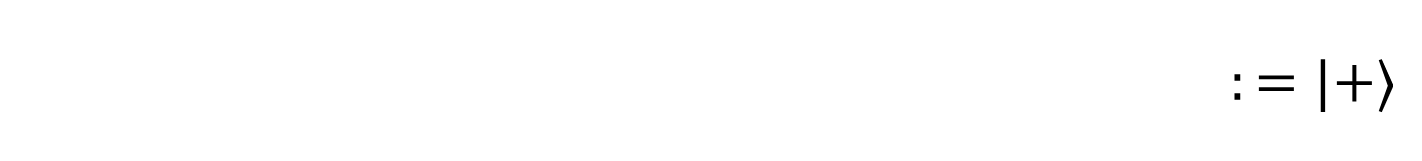 := |+⟩